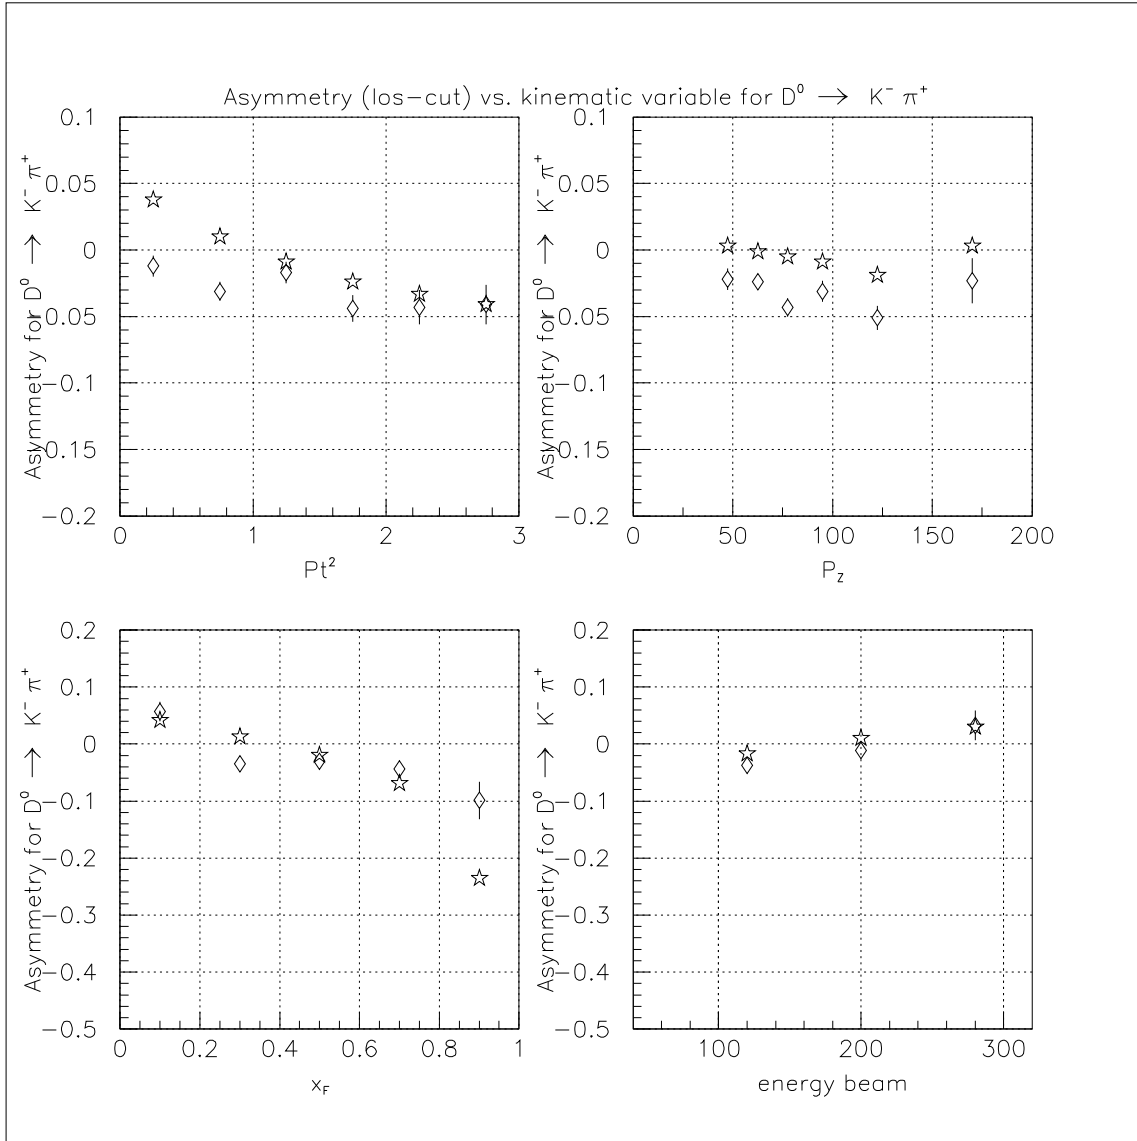 Asymmetry (los-cut) vs. kinematic variable for D⁰ → K⁻ π⁺
Asymmetry for D⁰ → K⁻ π⁺
0.1
0.05
0
-0.05
-0.1
-0.15
-0.2
0 1 2 3
Pt²
Asymmetry for D⁰ → K⁻ π⁺
0.1
0.05
0
-0.05
-0.1
-0.15
-0.2
0 50 100 150 200
P_Z
Asymmetry for D⁰ → K⁻ π⁺
0.2
0.1
0
-0.1
-0.2
-0.3
-0.4
-0.5
0 0.2 0.4 0.6 0.8 1
x_F
Asymmetry for D⁰ → K⁻ π⁺
0.2
0.1
0
-0.1
-0.2
-0.3
-0.4
-0.5
100 200 300
energy beam